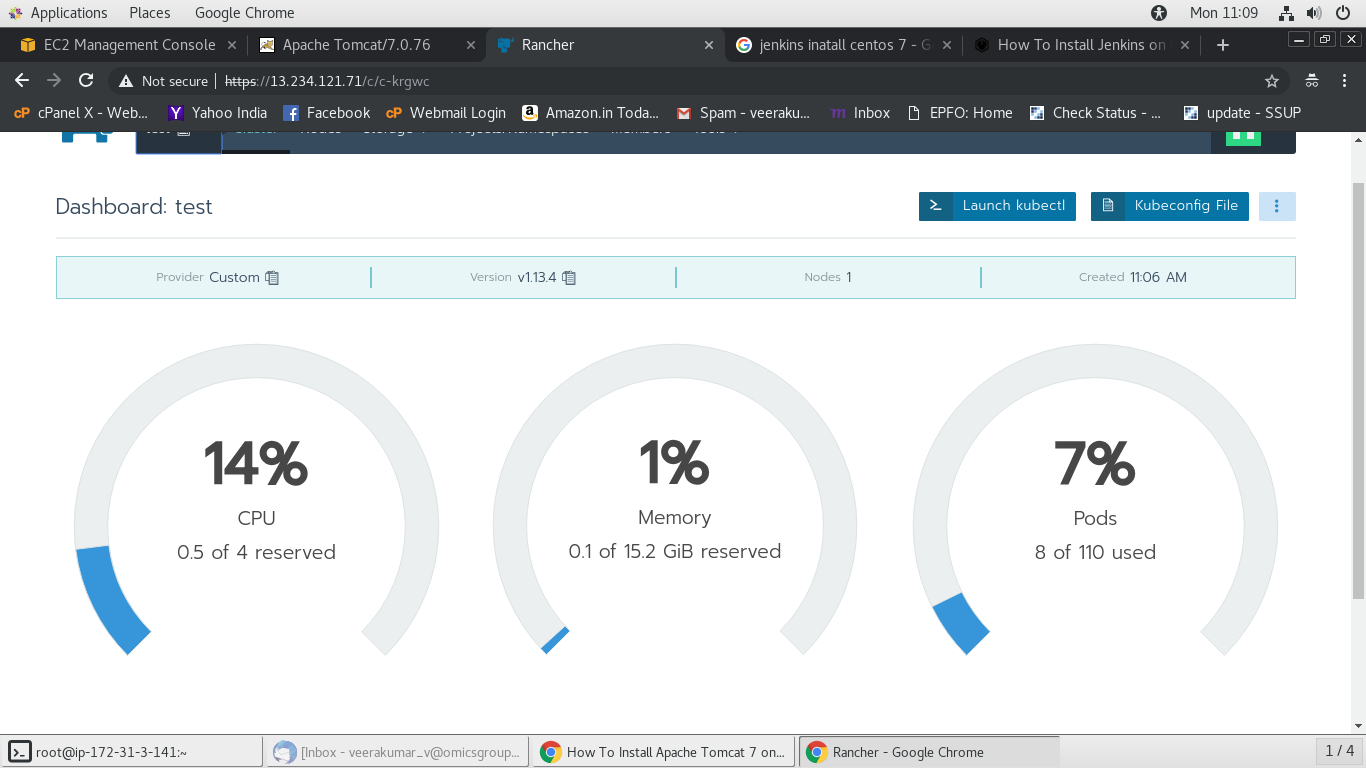 Applications Places Google Chrome Mon 11:09
EC2 Management Console Apache Tomcat/7.0.76 Rancher jenkins inatall centos 7 - G How To Install Jenkins on
Not secure https://13.234.121.71/c/c-krgwc
cPanel X - Web... Yahoo India Facebook Webmail Login Amazon.in Toda... Spam - veeraku... Inbox EPFO: Home Check Status - ... update - SSUP
Dashboard: test Launch kubectl Kubeconfig File
Provider Custom Version v1.13.4 Nodes 1 Created 11:06 AM
14% 1% 7%
CPU Memory Pods
0.5 of 4 reserved 0.1 of 15.2 GiB reserved 8 of 110 used
root@ip-172-31-3-141:~ [Inbox - veerakumar_v@omicsgroup... How To Install Apache Tomcat 7 on... Rancher - Google Chrome 1 / 4